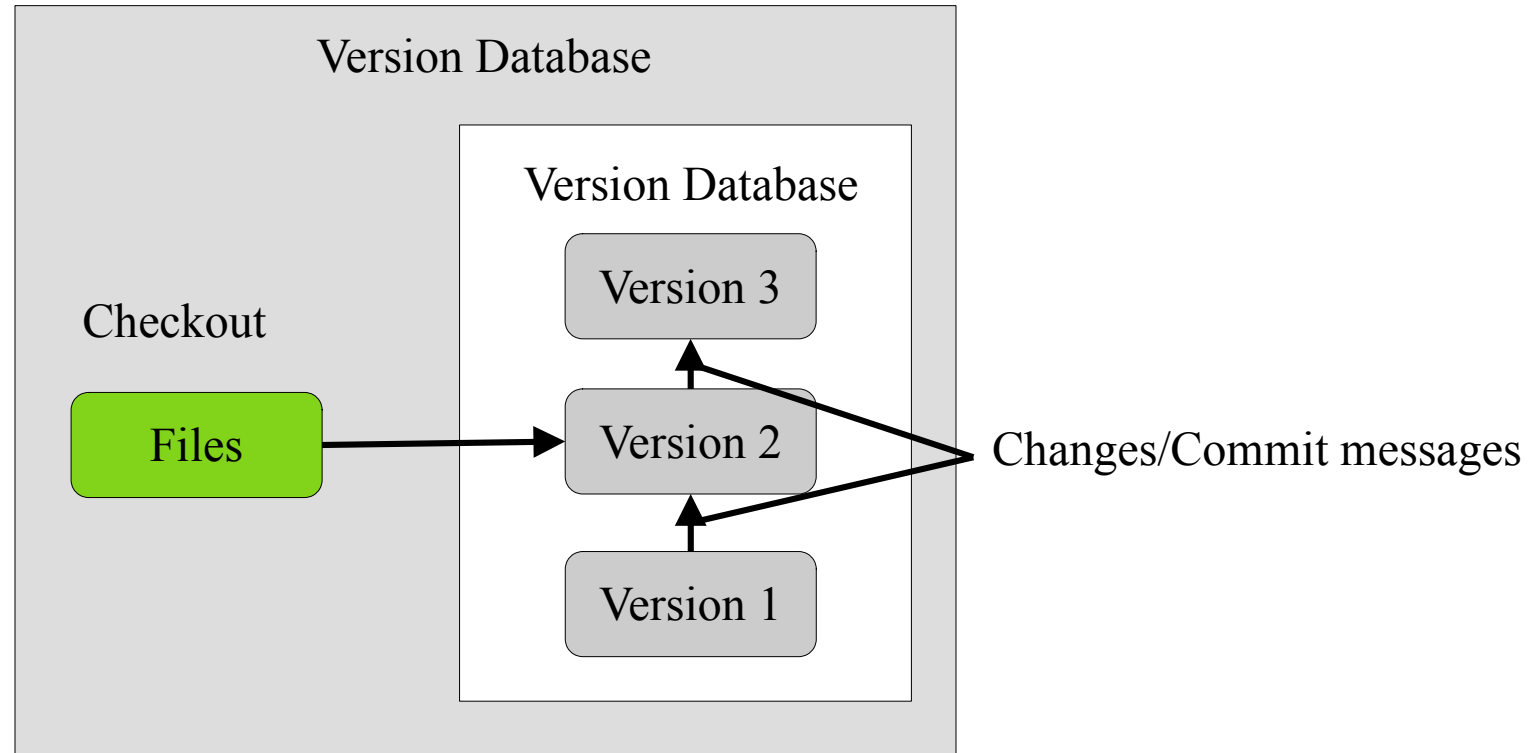 Version Database
Version Database
Version 3
Checkout
Files
Version 2
Changes/Commit messages
Version 1